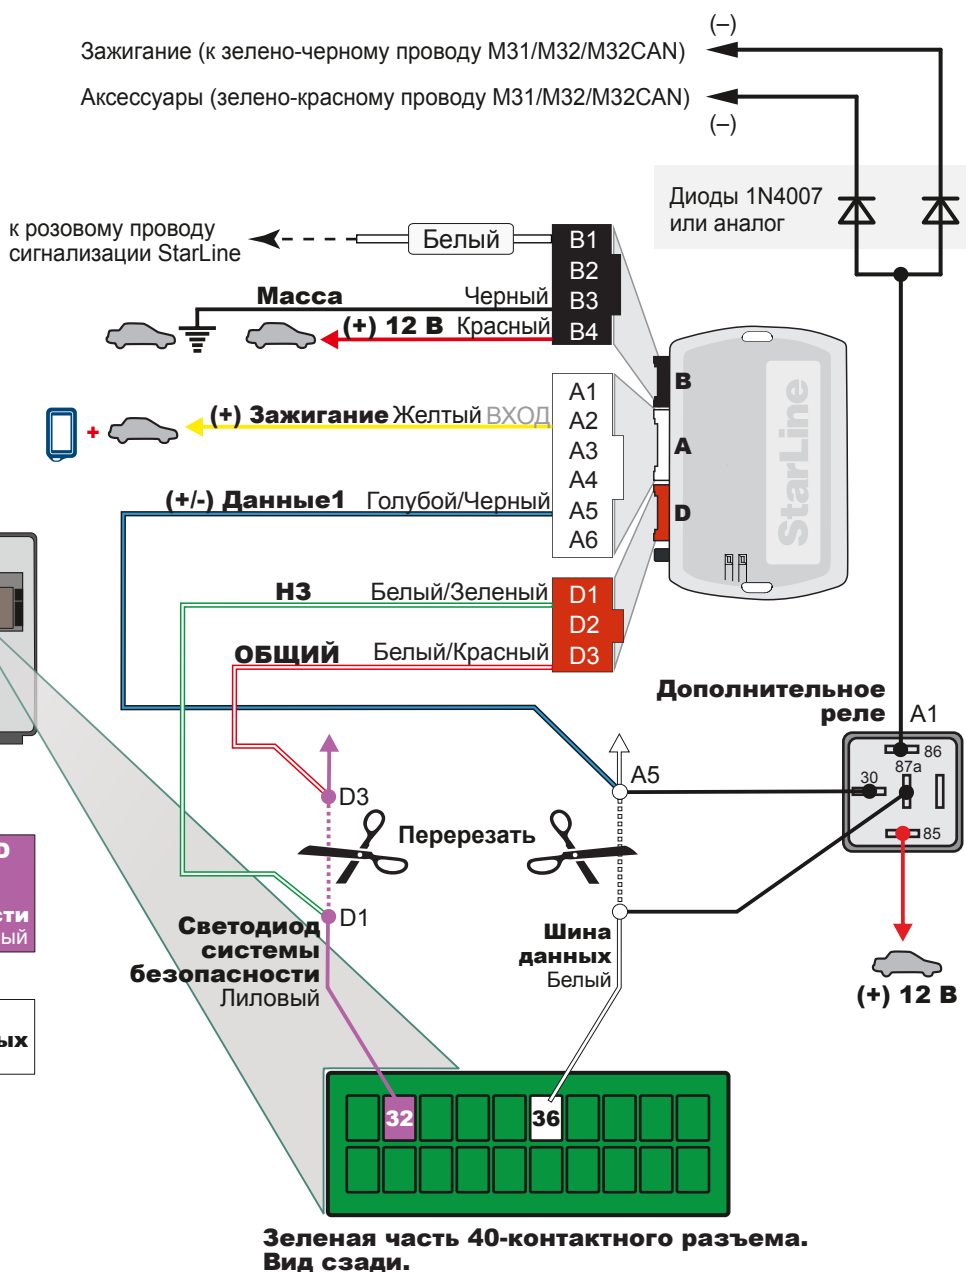 (–)
Зажигание (к зелено-черному проводу M31/M32/M32CAN)
Аксессуары (зелено-красному проводу M31/M32/M32CAN)
(–)
Диоды 1N4007
или аналог
к розовому проводу
сигнализации StarLine
Белый
B1
B2
Масса
Черный
B3
(+) 12 В
Красный
B4
B
A
D
StarLine
A1
(+) Зажигание
Желтый
ВХОД
A2
A3
A4
(+/-) Данные1
Голубой/Черный
A5
A6
НЗ
Белый/Зеленый
D1
D2
ОБЩИЙ
Белый/Красный
D3
Дополнительное
реле
A1
86
87a
30
85
(+) 12 В
D3
A5
Перерезать
D1
Светодиод
системы
безопасности
Лиловый
Шина
данных
Белый
D
сти
ный
ых
32
36
Зеленая часть 40-контактного разъема.
Вид сзади.